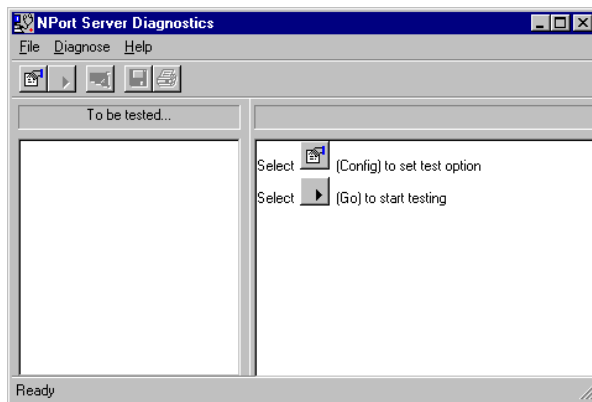 NPort Server Diagnostics
File Diagnose Help
To be tested...
Select (Config) to set test option
Select (Go) to start testing
Ready